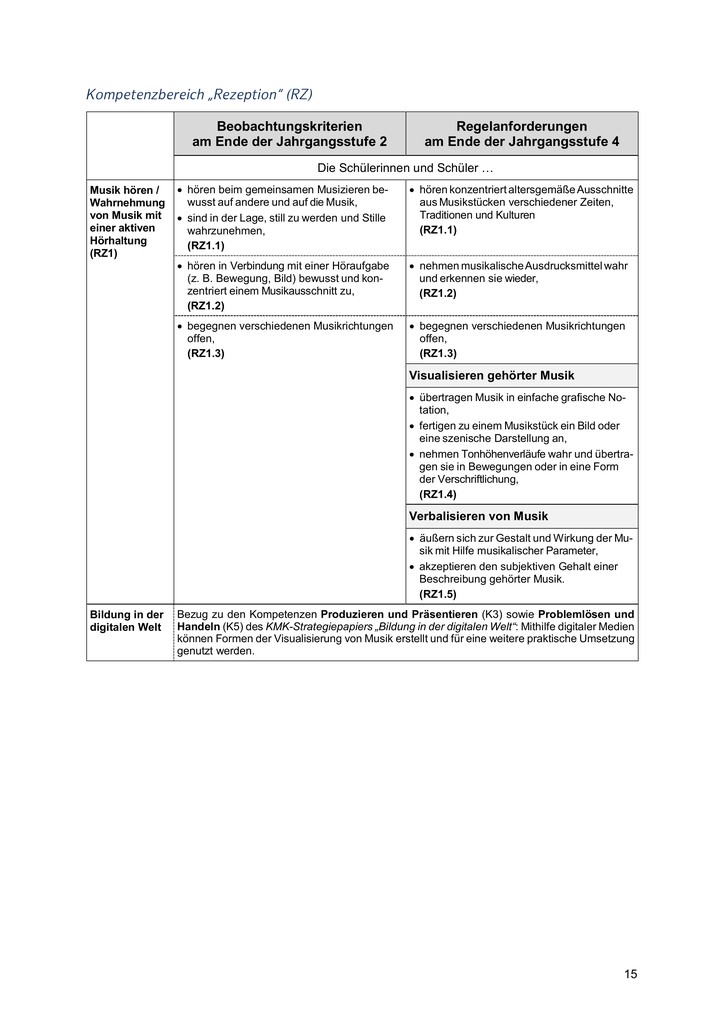 Kompetenzbereich „Rezeption“ (RZ)
Beobachtungskriterien
am Ende der Jahrgangsstufe 2
Regelanforderungen
am Ende der Jahrgangsstufe 4
Die Schülerinnen und Schüler …
Musik hören /
Wahrnehmung
von Musik mit
einer aktiven
Hörhaltung
(RZ1)
• hören beim gemeinsamen Musizieren be-
wusst auf andere und auf die Musik,
• sind in der Lage, still zu werden und Stille
wahrzunehmen,
(RZ1.1)
• hören konzentriert altersgemäße Ausschnitte
aus Musikstücken verschiedener Zeiten,
Traditionen und Kulturen
(RZ1.1)
• hören in Verbindung mit einer Höraufgabe
(z. B. Bewegung, Bild) bewusst und kon-
zentriert einem Musikausschnitt zu,
(RZ1.2)
• nehmen musikalische Ausdrucksmittel wahr
und erkennen sie wieder,
(RZ1.2)
• begegnen verschiedenen Musikrichtungen
offen,
(RZ1.3)
• begegnen verschiedenen Musikrichtungen
offen,
(RZ1.3)
Visualisieren gehörter Musik
• übertragen Musik in einfache grafische No-
tation,
• fertigen zu einem Musikstück ein Bild oder
eine szenische Darstellung an,
• nehmen Tonhöhenverläufe wahr und übertra-
gen sie in Bewegungen oder in eine Form
der Verschriftlichung,
(RZ1.4)
Verbalisieren von Musik
• äußern sich zur Gestalt und Wirkung der Mu-
sik mit Hilfe musikalischer Parameter,
• akzeptieren den subjektiven Gehalt einer
Beschreibung gehörter Musik.
(RZ1.5)
Bildung in der
digitalen Welt
Bezug zu den Kompetenzen Produzieren und Präsentieren (K3) sowie Problemlösen und
Handeln (K5) des KMK-Strategiepapiers „Bildung in der digitalen Welt“: Mithilfe digitaler Medien
können Formen der Visualisierung von Musik erstellt und für eine weitere praktische Umsetzung
genutzt werden.
15